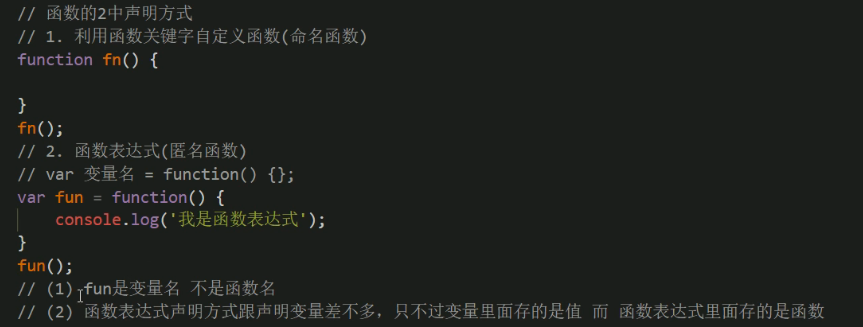 // 函数的2中声明方式
// 1. 利用函数关键字自定义函数(命名函数)
function fn() {
}
fn();
// 2. 函数表达式(匿名函数)
// var 变量名 = function() {};
var fun = function() {
console.log('我是函数表达式');
}
fun();
// (1) fun是变量名 不是函数名
// (2) 函数表达式声明方式跟声明变量差不多，只不过变量里面存的是值 而 函数表达式里面存的是函数